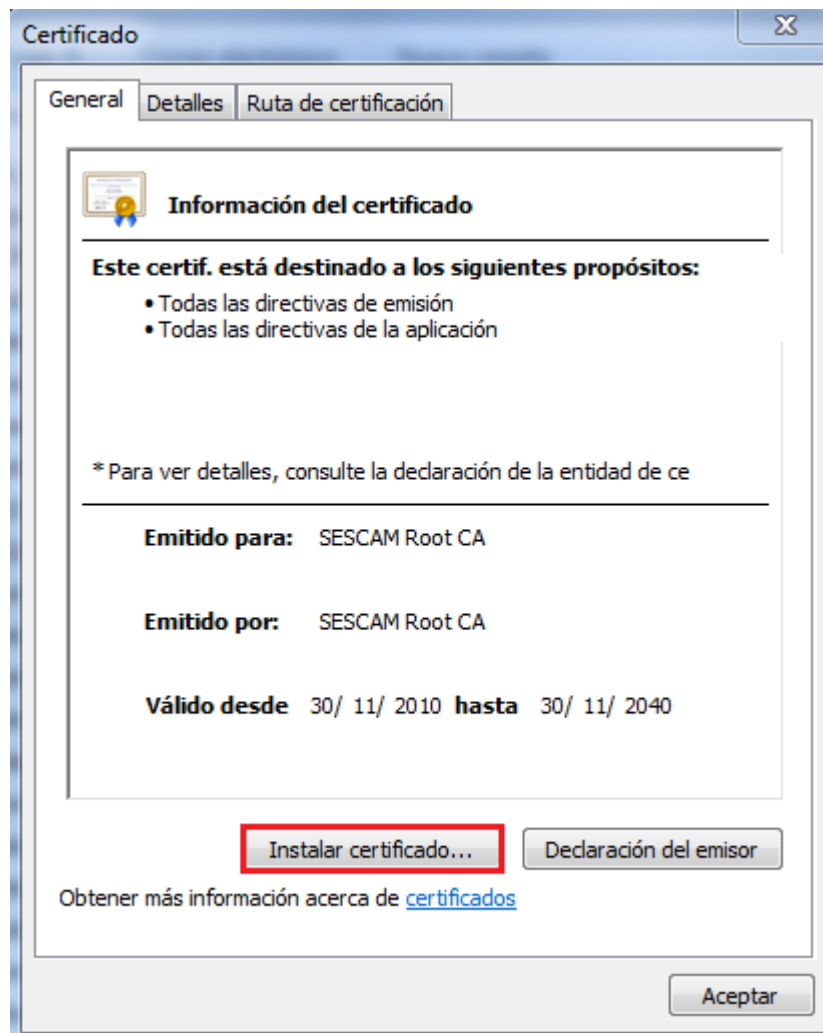 Certificado
General Detalles Ruta de certificación
Información del certificado
Este certif. está destinado a los siguientes propósitos:
• Todas las directivas de emisión
• Todas las directivas de la aplicación
* Para ver detalles, consulte la declaración de la entidad de ce
Emitido para: SESCAM Root CA
Emitido por: SESCAM Root CA
Válido desde 30/ 11/ 2010 hasta 30/ 11/ 2040
Instalar certificado... Declaración del emisor
Obtener más información acerca de certificados
Aceptar